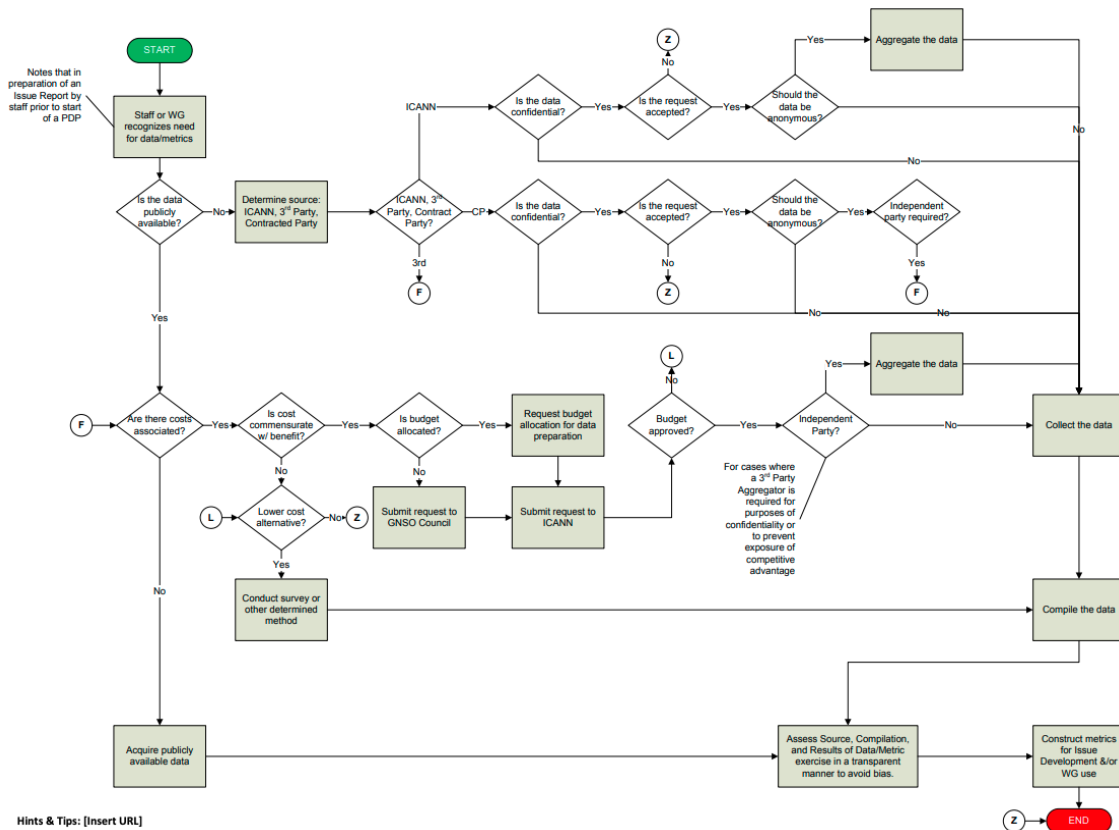 START
Notes that in
preparation of an
Issue Report by
staff prior to start
of a PDP
Staff or WG
recognizes need
for data/metrics
Is the data
publicly
available?
No
Determine source:
ICANN, 3rd Party,
Contracted Party
ICANN, 3rd
Party, Contract
Party?
ICANN
CP
3rd
F
Is the data
confidential?
Yes
Is the request
accepted?
No
Z
Yes
Should the
data be
anonymous?
Yes
Aggregate the data
No
No
Is the data
confidential?
Yes
Is the request
accepted?
No
Z
Yes
Should the
data be
anonymous?
Yes
Independent
party required?
Yes
F
No
No
No
Yes
F
Are there costs
associated?
Yes
Is cost
commensurate
w/ benefit?
Yes
Is budget
allocated?
Yes
Request budget
allocation for data
preparation
No
Submit request to
GNSO Council
Submit request to
ICANN
L
No
Budget
approved?
Yes
Independent
Party?
Yes
Aggregate the data
No
Collect the data
For cases where
a 3rd Party
Aggregator is
required for
purposes of
confidentiality or
to prevent
exposure of
competitive
advantage
No
L
Lower cost
alternative?
No
Z
Yes
Conduct survey or
other determined
method
Compile the data
No
Acquire publicly
available data
Assess Source, Compilation,
and Results of Data/Metric
exercise in a transparent
manner to avoid bias.
Construct metrics
for Issue
Development &/or
WG use
Z
END
Hints & Tips: [Insert URL]